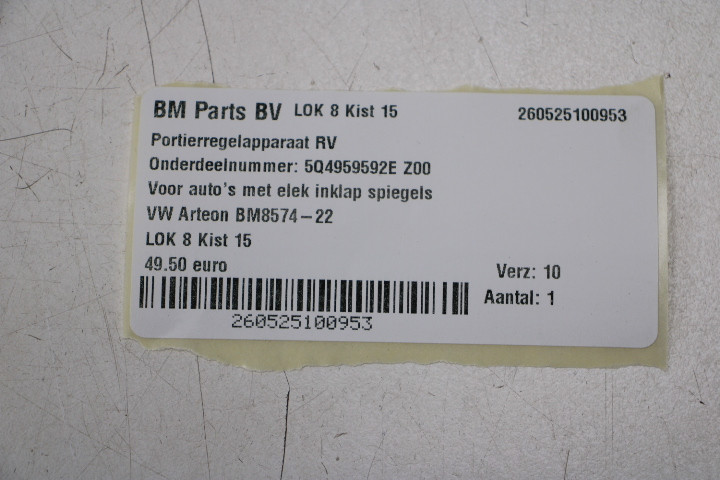 BM Parts BV LOK 8 Kist 15 260525100953
Portierregelapparaat RV
Onderdeelnummer: 5Q4959592E Z00
Voor auto's met elek inklap spiegels
VW Arteon BM8574-22
LOK 8 Kist 15
49.50 euro
Verz: 10
Aantal: 1
260525100953